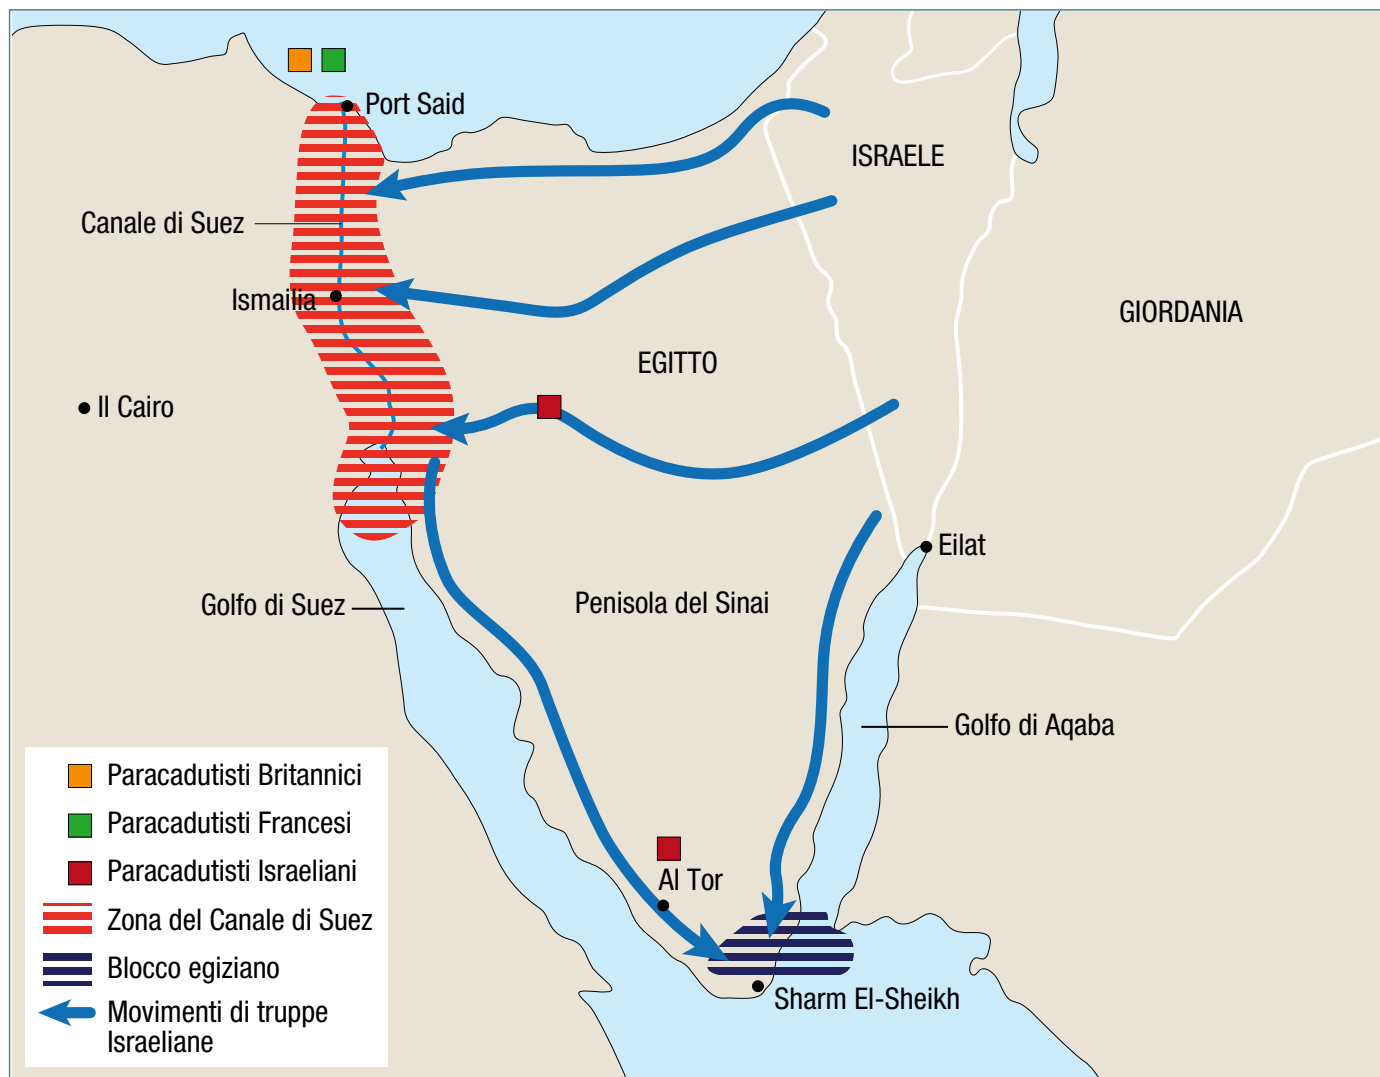 Port Said
ISRAELE
Canale di Suez
Ismailia
GIORDANIA
EGITTO
Il Cairo
Eilat
Golfo di Suez
Penisola del Sinai
Golfo di Aqaba
Al Tor
Sharm El-Sheikh
Paracadutisti Britannici
Paracadutisti Francesi
Paracadutisti Israeliani
Zona del Canale di Suez
Blocco egiziano
Movimenti di truppe
Israeliane